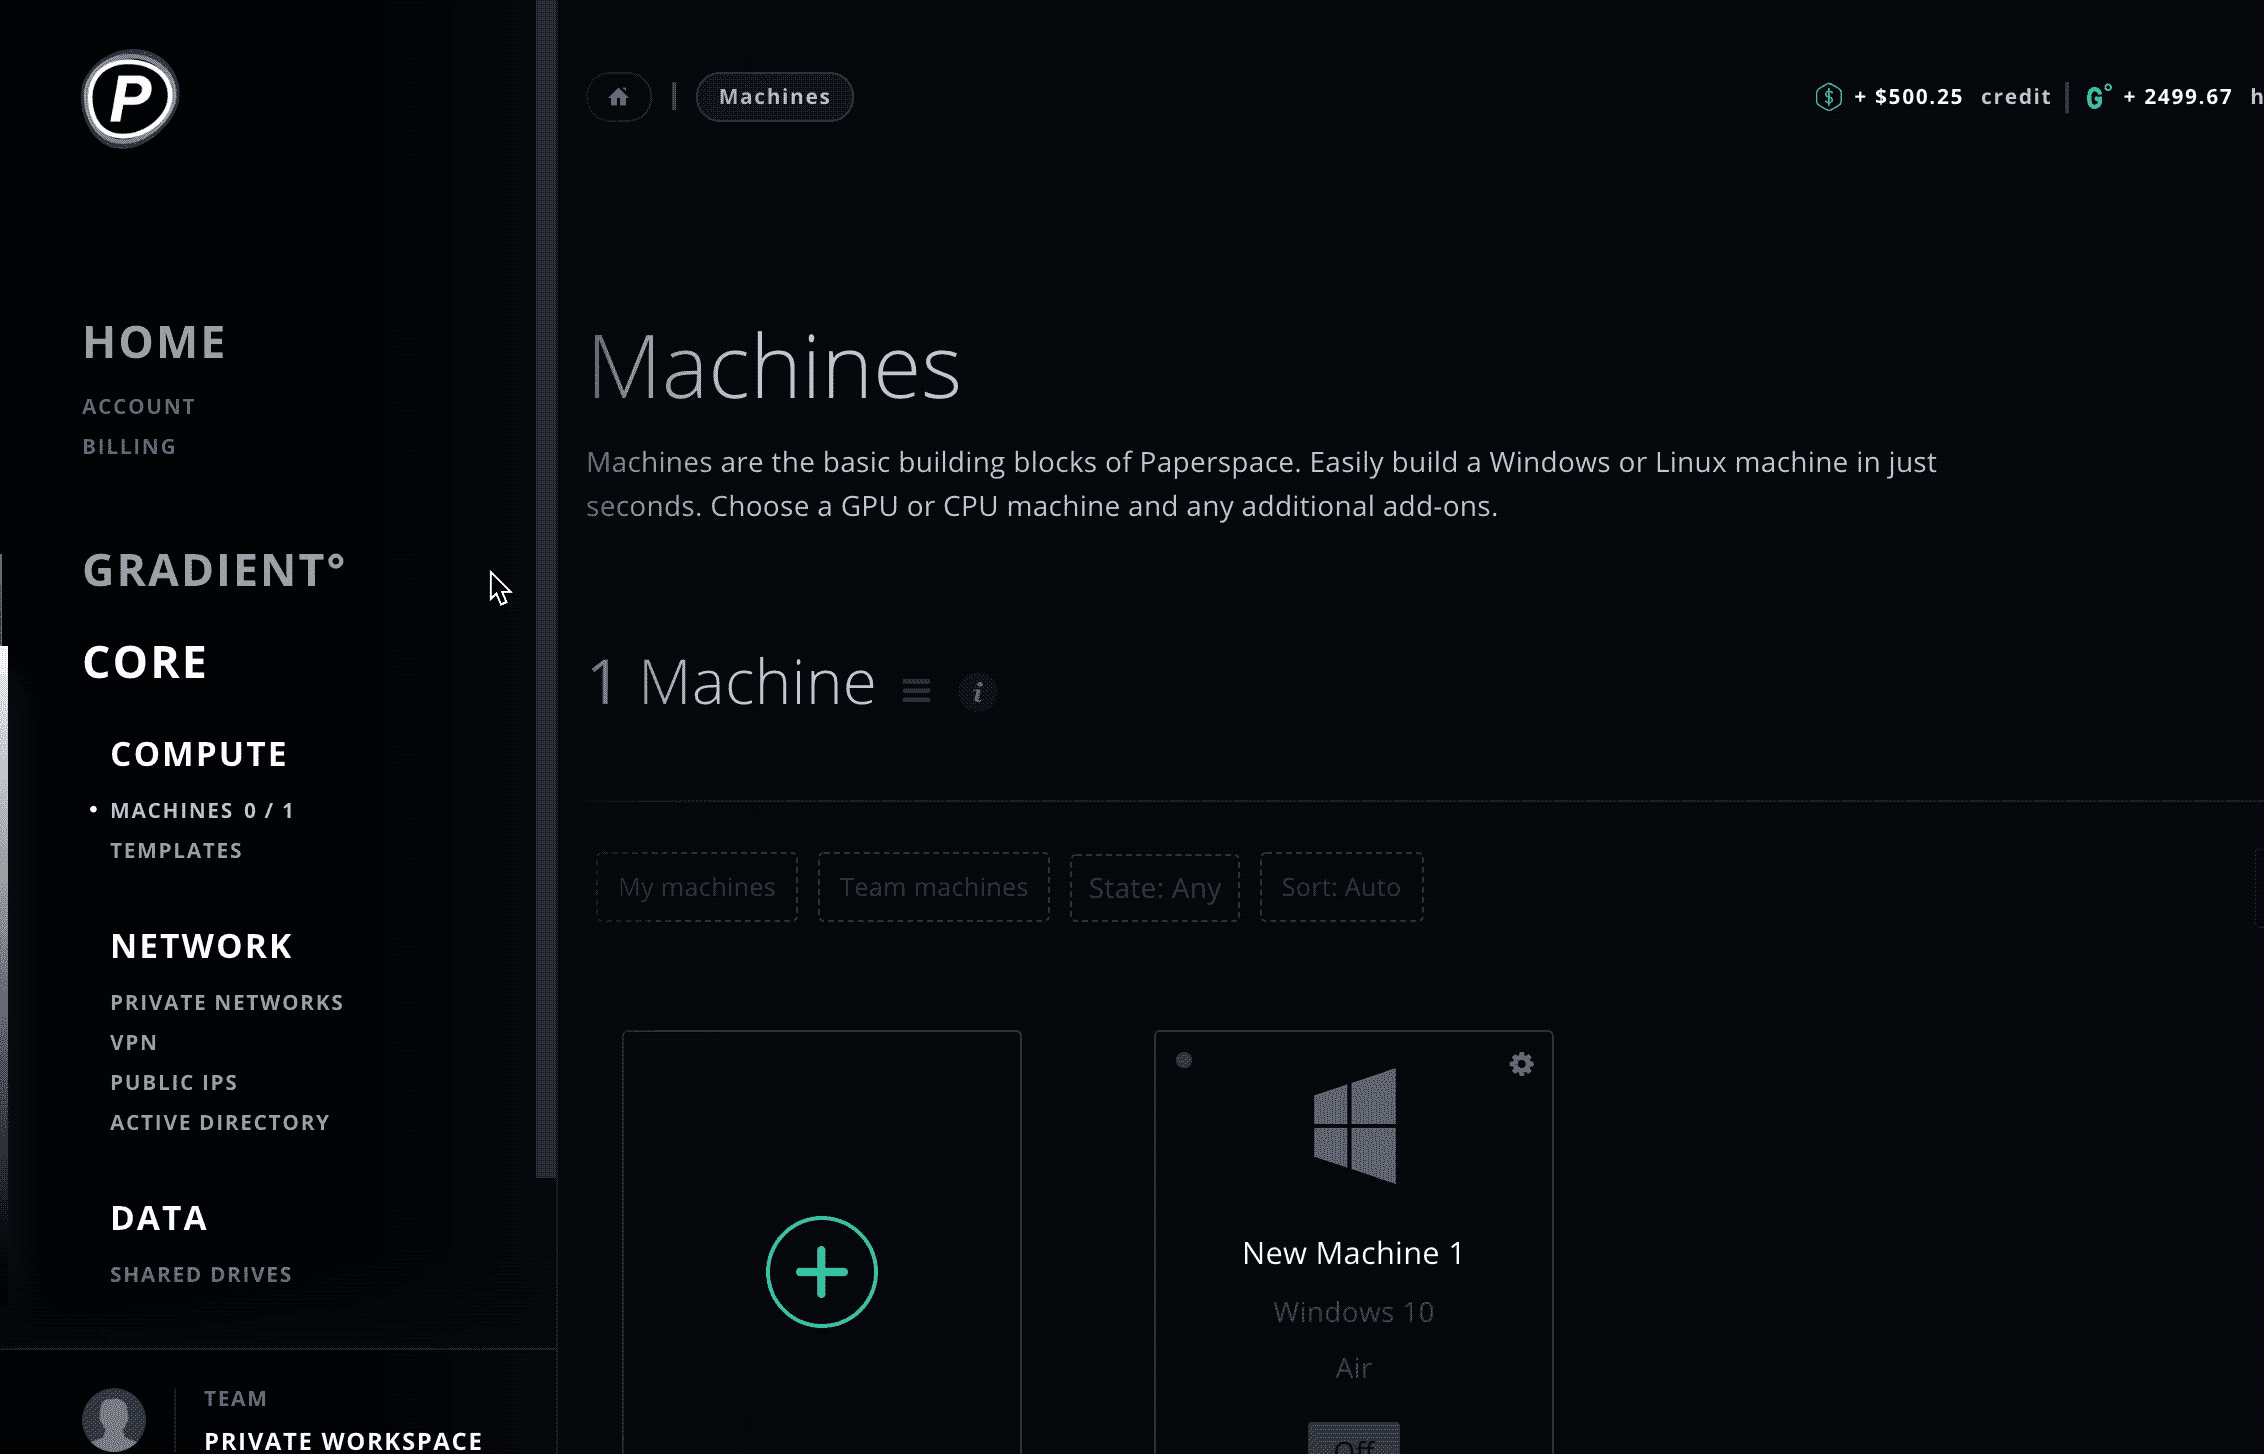 P
HOME
ACCOUNT
BILLING
GRADIENT°
CORE
COMPUTE
MACHINES 0 / 1
TEMPLATES
NETWORK
PRIVATE NETWORKS
VPN
PUBLIC IPS
ACTIVE DIRECTORY
DATA
SHARED DRIVES
TEAM
PRIVATE WORKSPACE
Machines
$ + $500.25 credit
G° + 2499.67 h
Machines
Machines are the basic building blocks of Paperspace. Easily build a Windows or Linux machine in just
seconds. Choose a GPU or CPU machine and any additional add-ons.
1 Machine
i
My machines
Team machines
State: Any
Sort: Auto
New Machine 1
Windows 10
Air
Off